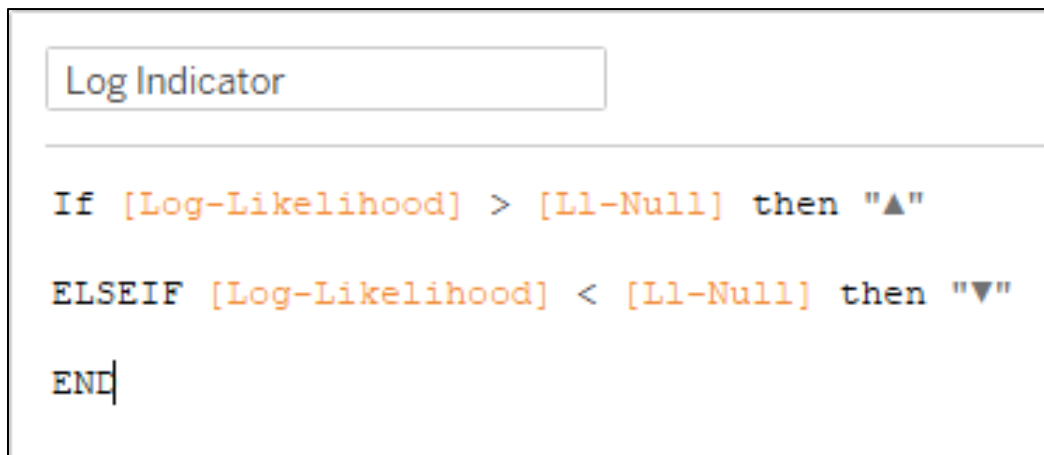 Log Indicator
If [Log-Likelihood] > [Ll-Null] then "▲"
ELSEIF [Log-Likelihood] < [Ll-Null] then "▼"
END